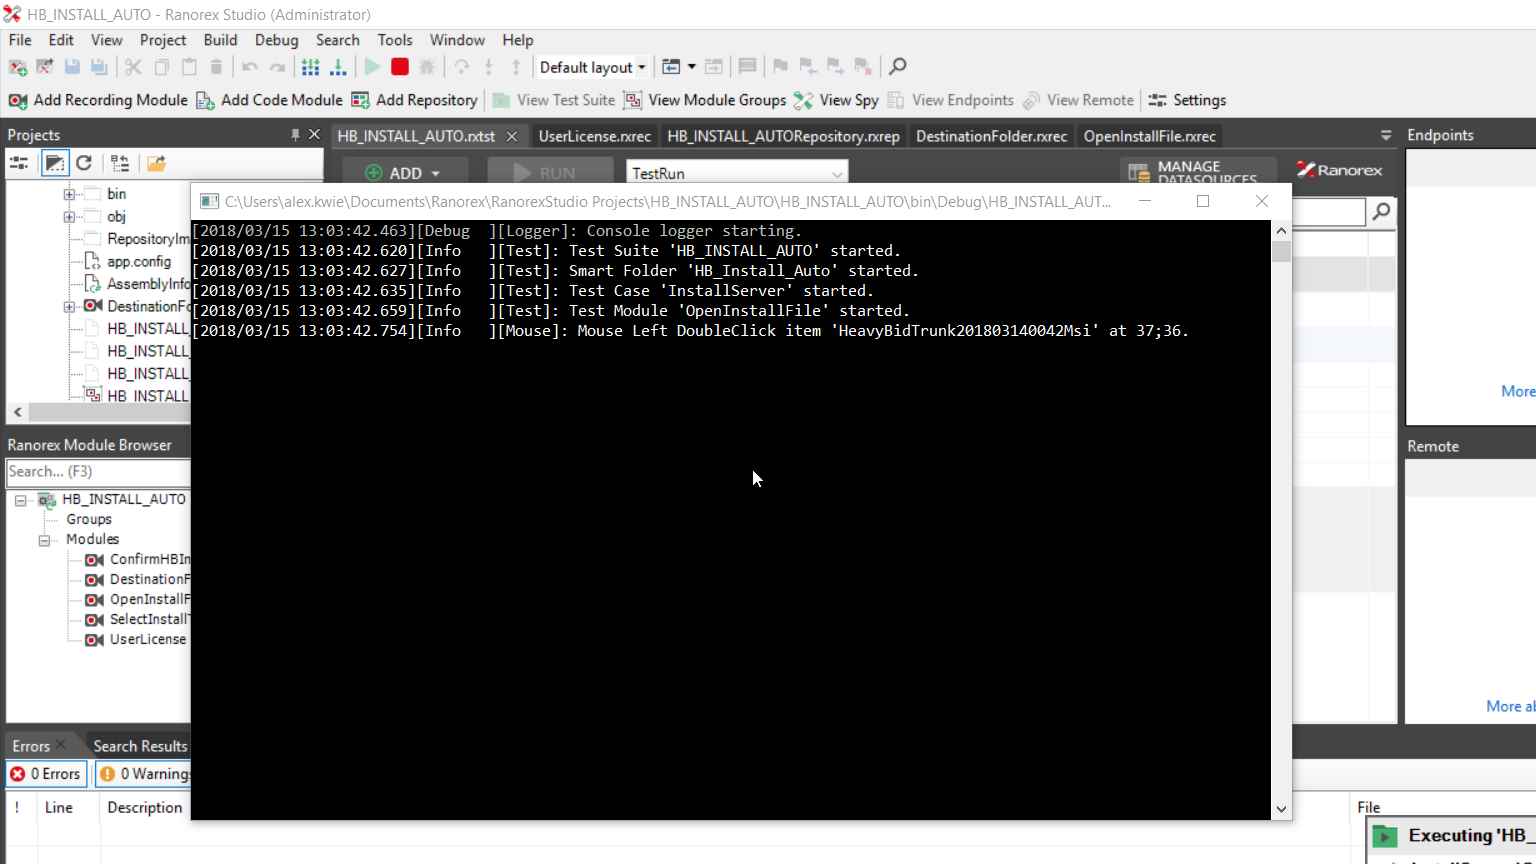 HB_INSTALL_AUTO - Ranorex Studio (Administrator)
File Edit View Project Build Debug Search Tools Window Help
Default layout
Add Recording Module Add Code Module Add Repository View Test Suite View Module Groups View Spy View Endpoints View Remote Settings
Projects
HB_INSTALL_AUTO.rxtst UserLicense.rxrec HB_INSTALL_AUTORepository.rxrep DestinationFolder.rxrec OpenInstallFile.rxrec
Endpoints
ADD RUN TestRun MANAGE DATASOURCES Ranorex
bin
obj
RepositoryIm
app.config
AssemblyInfo
DestinationFo
HB_INSTALL_
HB_INSTALL_
HB_INSTALL_
HB_INSTALL
C:\Users\alex.kwie\Documents\Ranorex\RanorexStudio Projects\HB_INSTALL_AUTO\HB_INSTALL_AUTO\bin\Debug\HB_INSTALL_AUT...
[2018/03/15 13:03:42.463][Debug  ][Logger]: Console logger starting.
[2018/03/15 13:03:42.620][Info   ][Test]: Test Suite 'HB_INSTALL_AUTO' started.
[2018/03/15 13:03:42.627][Info   ][Test]: Smart Folder 'HB_Install_Auto' started.
[2018/03/15 13:03:42.635][Info   ][Test]: Test Case 'InstallServer' started.
[2018/03/15 13:03:42.659][Info   ][Test]: Test Module 'OpenInstallFile' started.
[2018/03/15 13:03:42.754][Info   ][Mouse]: Mouse Left DoubleClick item 'HeavyBidTrunk201803140042Msi' at 37;36.
More
Ranorex Module Browser
Remote
Search... (F3)
HB_INSTALL_AUTO
Groups
Modules
ConfirmHBIn
DestinationF
OpenInstallF
SelectInstall
UserLicense
More ab
Errors Search Results
0 Errors 0 Warnings
! Line Description File
Executing 'HB_